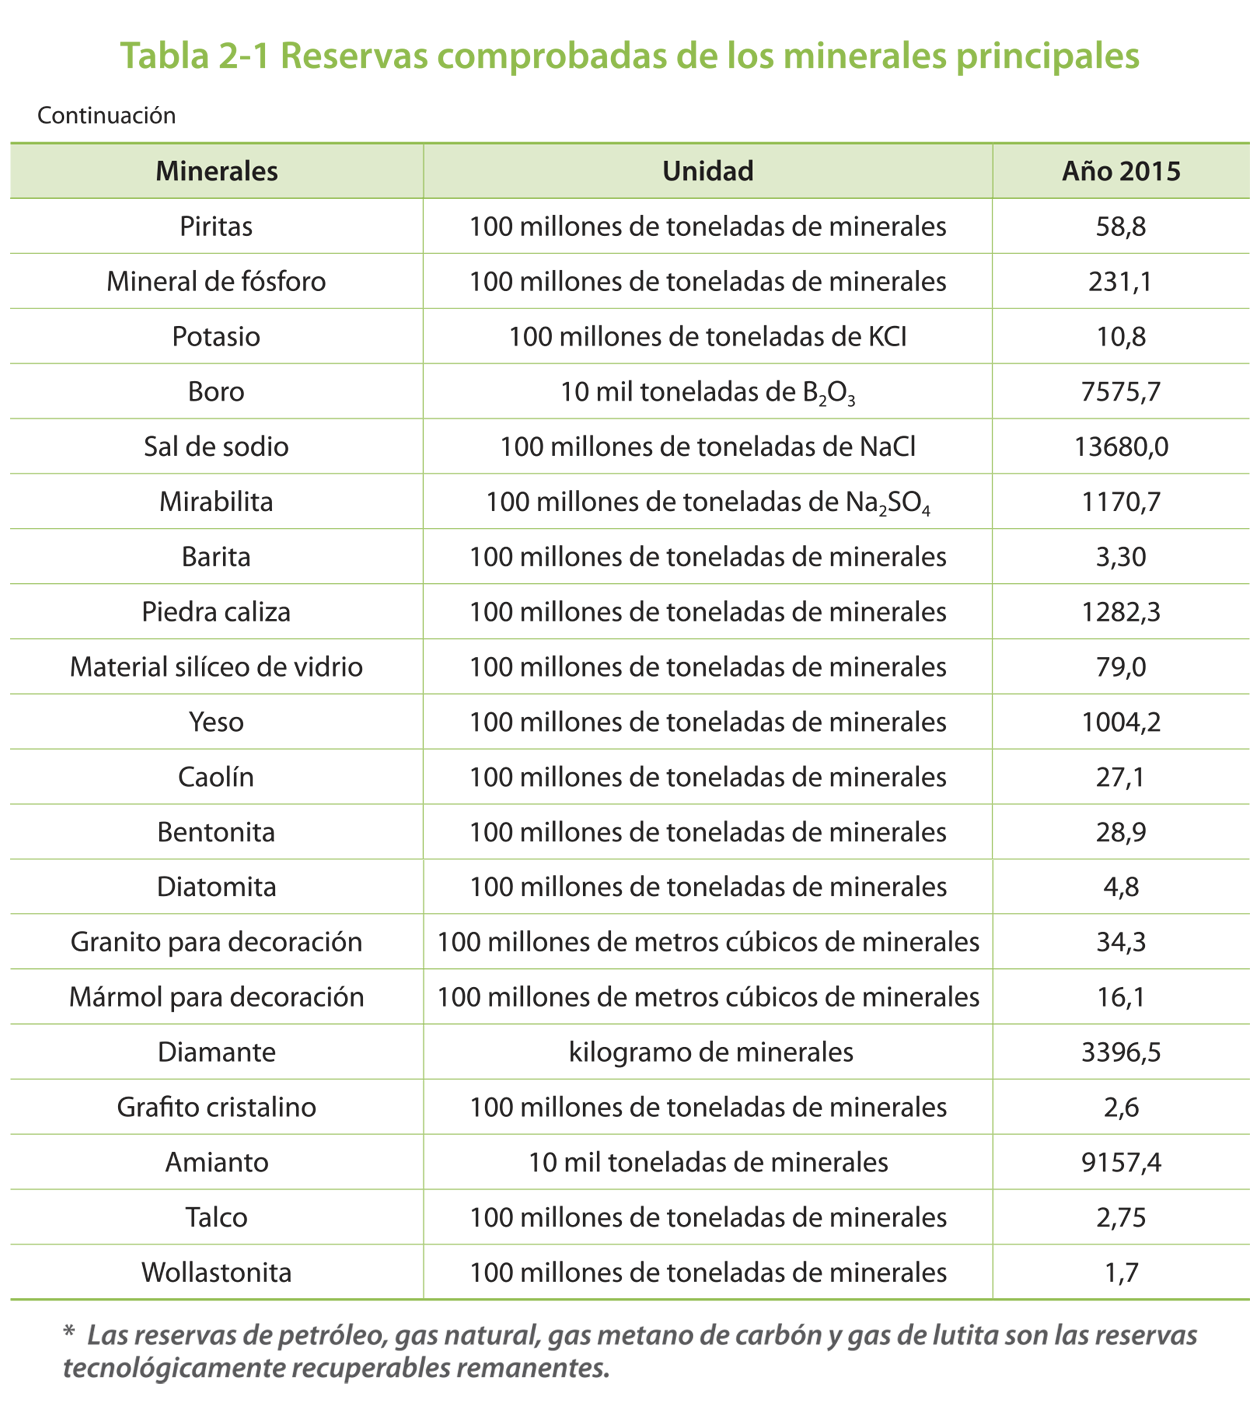 Tabla 2-1 Reservas comprobadas de los minerales principales
Continuación
Minerales Unidad Año 2015
Piritas 100 millones de toneladas de minerales 58,8
Mineral de fósforo 100 millones de toneladas de minerales 231,1
Potasio 100 millones de toneladas de KCI 10,8
Boro 10 mil toneladas de B₂O₃ 7575,7
Sal de sodio 100 millones de toneladas de NaCl 13680,0
Mirabilita 100 millones de toneladas de Na₂SO₄ 1170,7
Barita 100 millones de toneladas de minerales 3,30
Piedra caliza 100 millones de toneladas de minerales 1282,3
Material silíceo de vidrio 100 millones de toneladas de minerales 79,0
Yeso 100 millones de toneladas de minerales 1004,2
Caolín 100 millones de toneladas de minerales 27,1
Bentonita 100 millones de toneladas de minerales 28,9
Diatomita 100 millones de toneladas de minerales 4,8
Granito para decoración 100 millones de metros cúbicos de minerales 34,3
Mármol para decoración 100 millones de metros cúbicos de minerales 16,1
Diamante kilogramo de minerales 3396,5
Grafito cristalino 100 millones de toneladas de minerales 2,6
Amianto 10 mil toneladas de minerales 9157,4
Talco 100 millones de toneladas de minerales 2,75
Wollastonita 100 millones de toneladas de minerales 1,7
* Las reservas de petróleo, gas natural, gas metano de carbón y gas de lutita son las reservas
tecnológicamente recuperables remanentes.